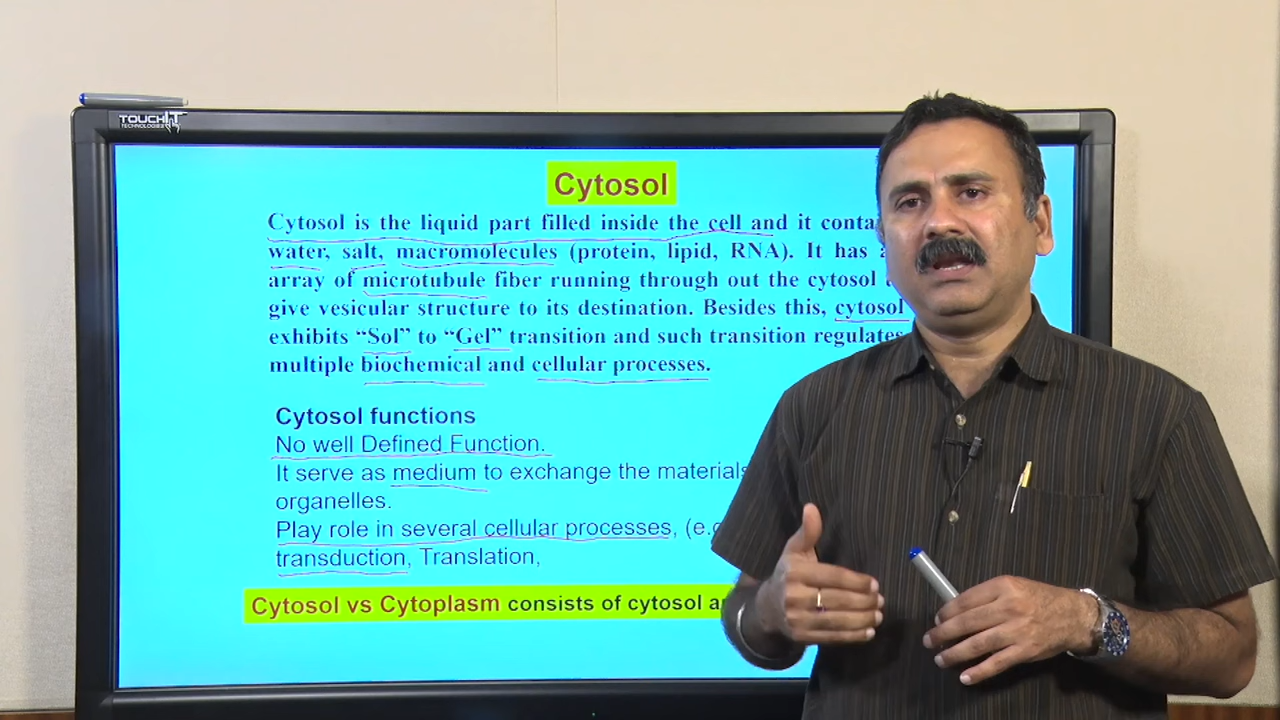 TOUCHIT
TECHNOLOGIES
Cytosol
Cytosol is the liquid part filled inside the cell and it
water, salt, macromolecules (protein, lipid, RNA). It has
array of microtubule fiber running through out the cytosol
give vesicular structure to its destination. Besides this, cytosol
exhibits “Sol” to “Gel” transition and such transition regulates
multiple biochemical and cellular processes.
Cytosol functions
No well Defined Function.
It serve as medium to exchange the materials
organelles.
Play role in several cellular processes,
transduction, Translation,
Cytosol vs Cytoplasm consists of cytosol